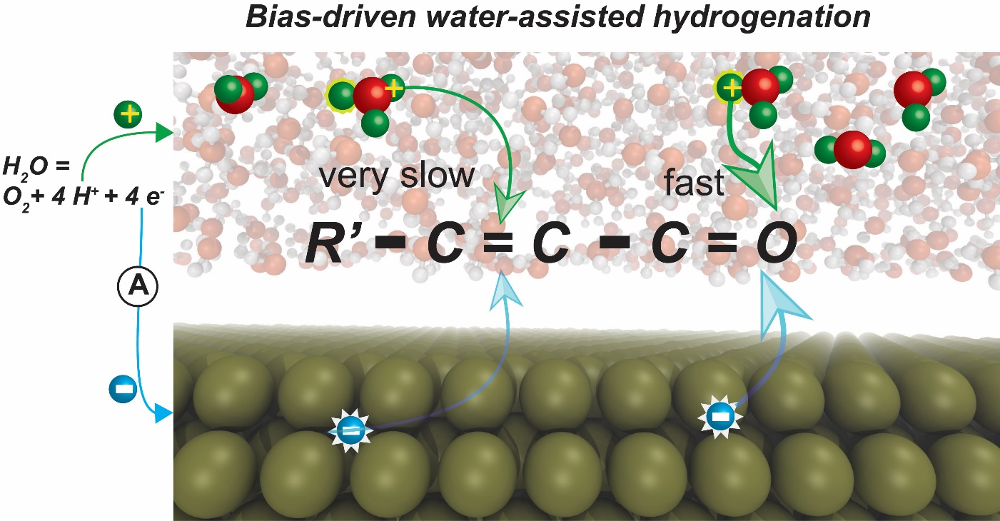 Bias-driven water-assisted hydrogenation
+
+
+
H₂O =
O₂+ 4 H⁺ + 4 e⁻
very slow
fast
R’ – C = C – C = O
A
–
–
–